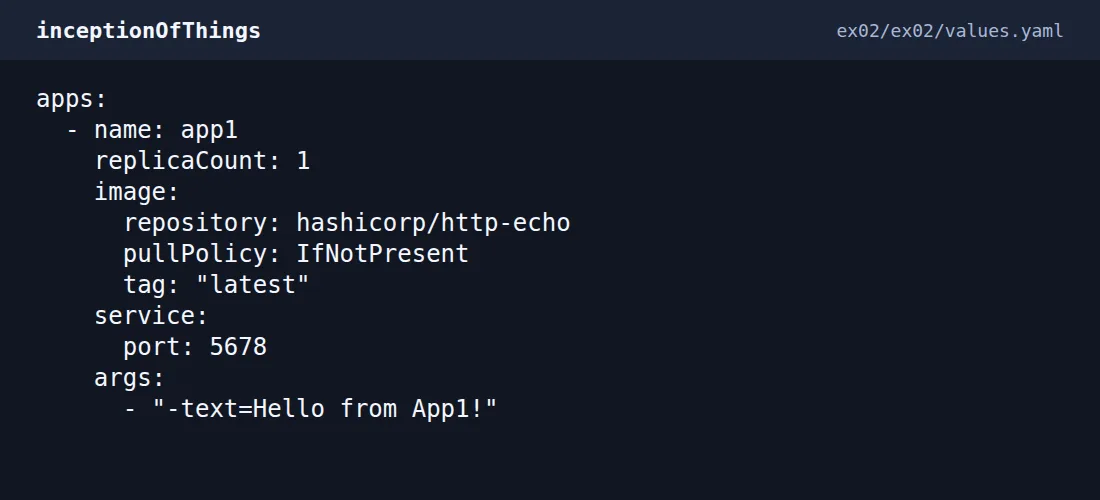 inceptionOfThings
ex02/ex02/values.yaml
apps:
  - name: app1
    replicaCount: 1
    image:
      repository: hashicorp/http-echo
      pullPolicy: IfNotPresent
      tag: "latest"
    service:
      port: 5678
    args:
      - "-text=Hello from App1!"